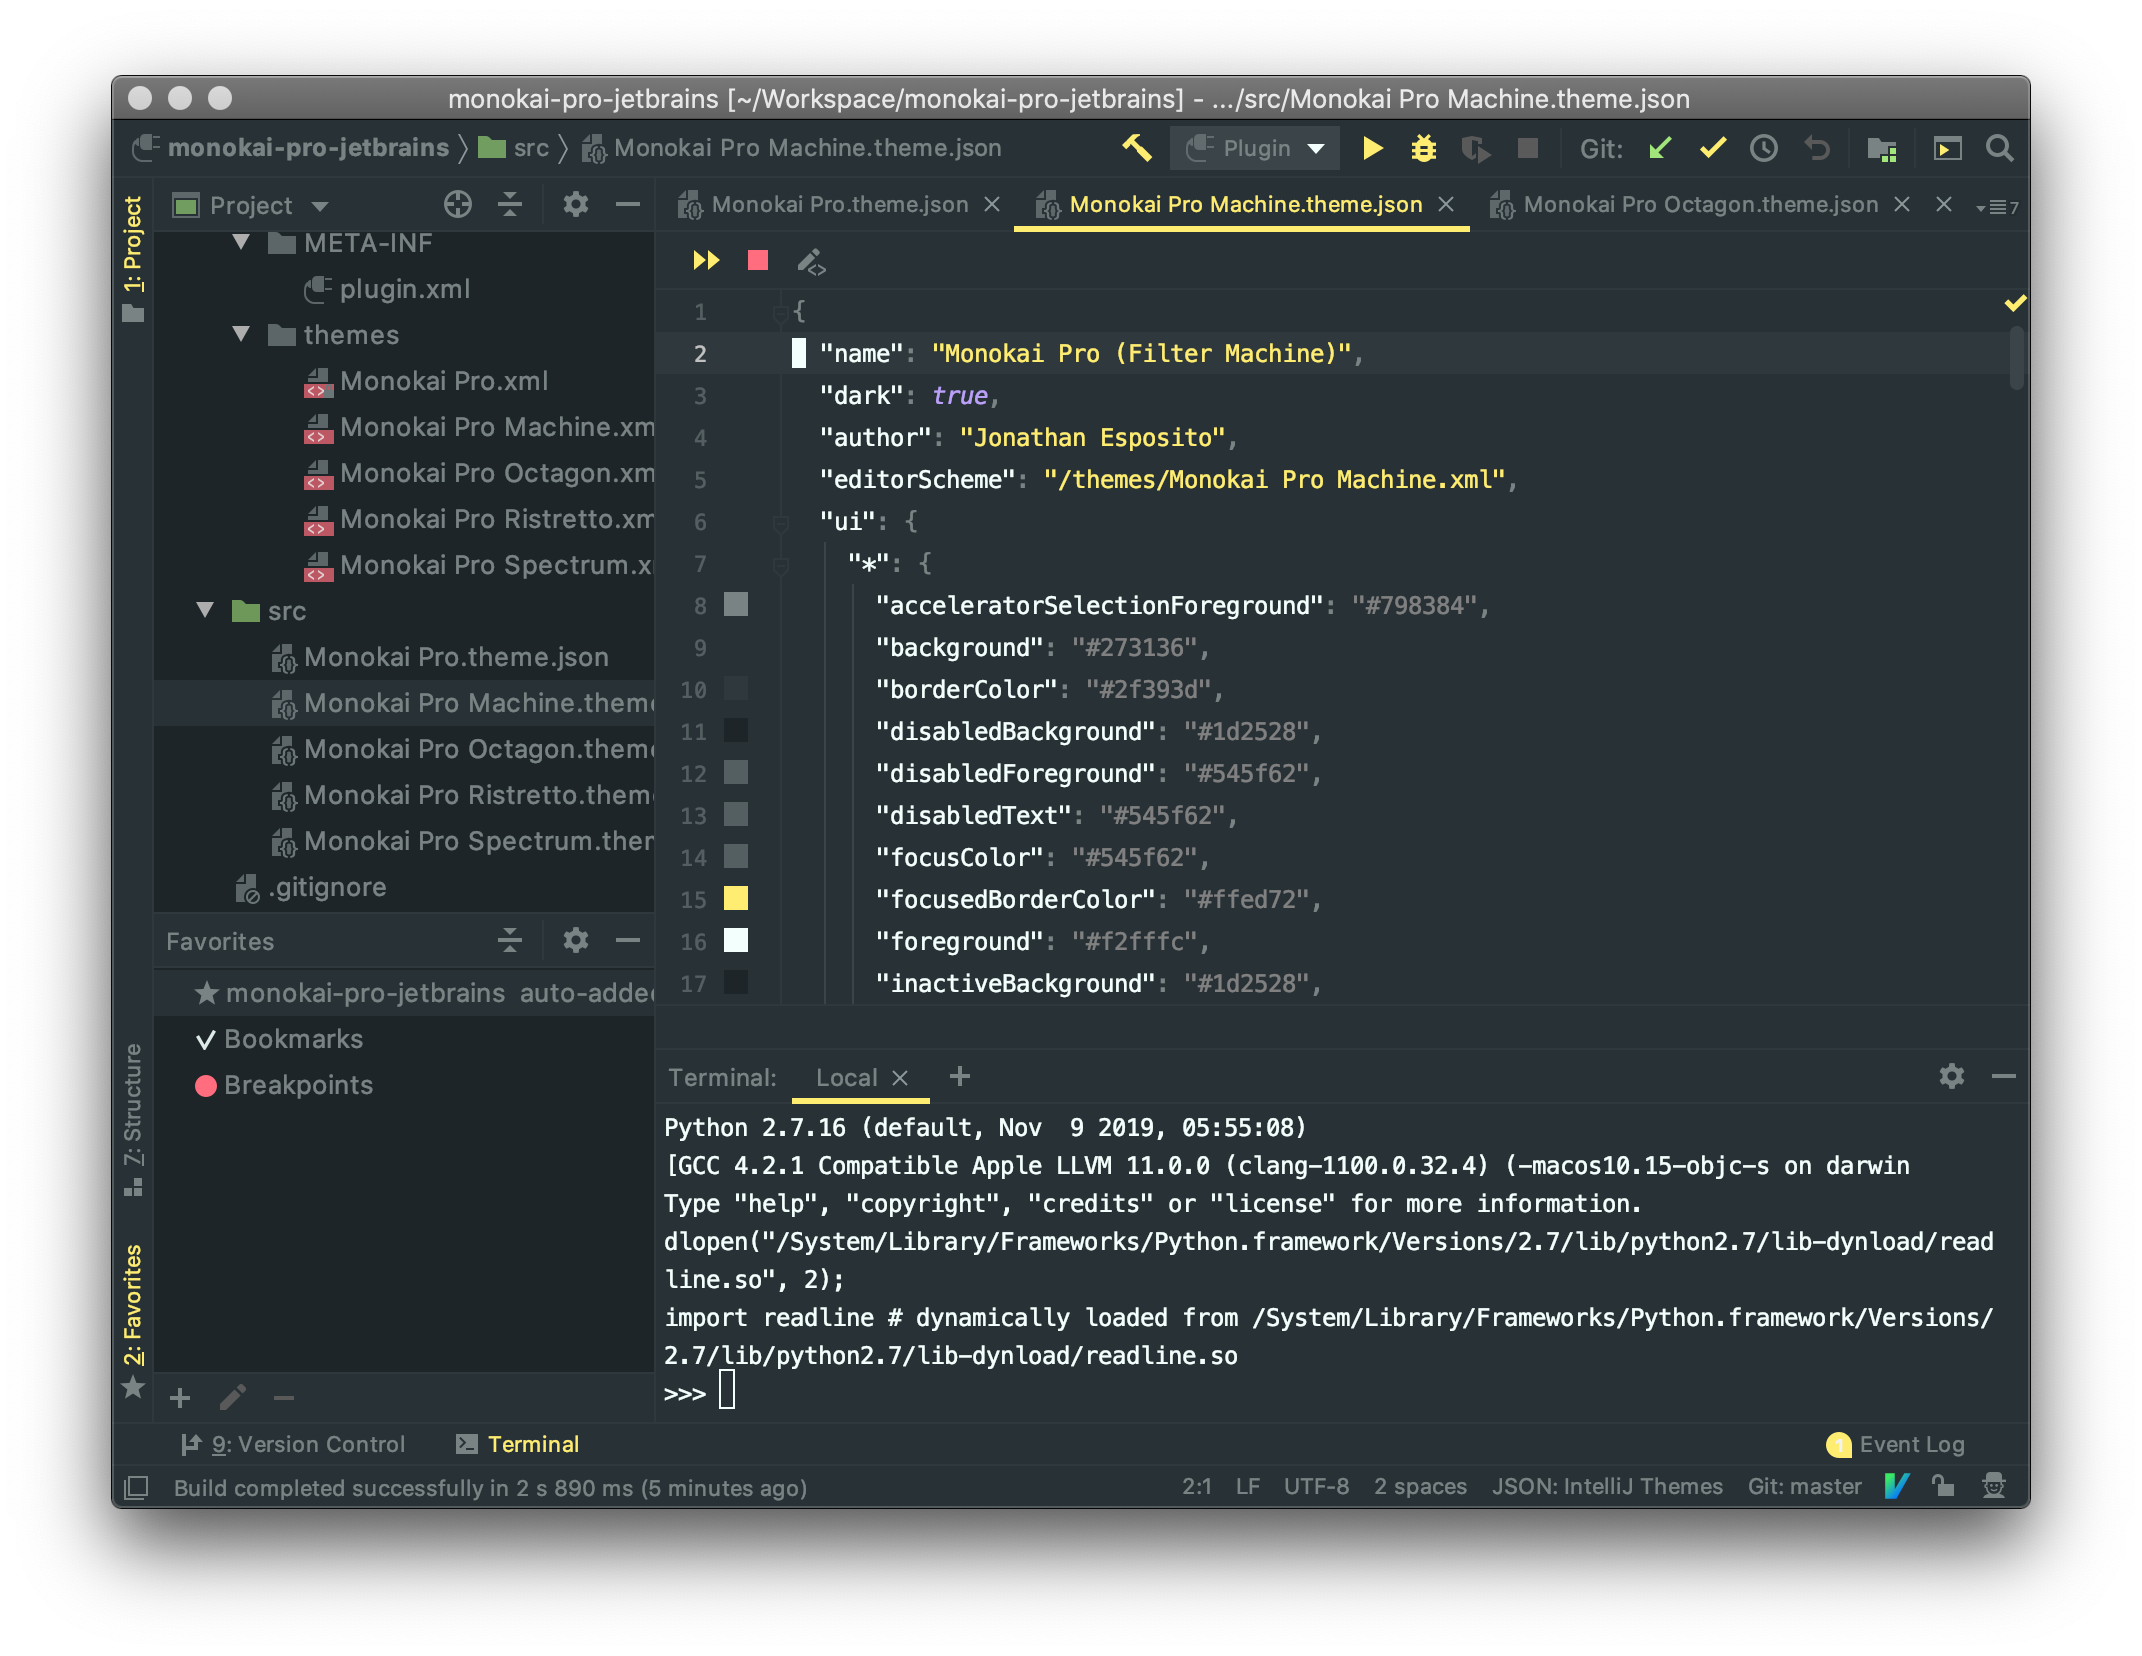 monokai-pro-jetbrains [~/Workspace/monokai-pro-jetbrains] - .../src/Monokai Pro Machine.theme.json
monokai-pro-jetbrains src Monokai Pro Machine.theme.json Plugin Git:
1: Project
Project
META-INF
plugin.xml
themes
Monokai Pro.xml
Monokai Pro Machine.xm
Monokai Pro Octagon.xm
Monokai Pro Ristretto.xm
Monokai Pro Spectrum.x
src
Monokai Pro.theme.json
Monokai Pro Machine.them
Monokai Pro Octagon.them
Monokai Pro Ristretto.them
Monokai Pro Spectrum.ther
.gitignore
Favorites
monokai-pro-jetbrains auto-added
Bookmarks
Breakpoints
7: Structure
2: Favorites
Monokai Pro.theme.json Monokai Pro Machine.theme.json Monokai Pro Octagon.theme.json 7
1 {
2 "name": "Monokai Pro (Filter Machine)",
3 "dark": true,
4 "author": "Jonathan Esposito",
5 "editorScheme": "/themes/Monokai Pro Machine.xml",
6 "ui": {
7 "*": {
8 "acceleratorSelectionForeground": "#798384",
9 "background": "#273136",
10 "borderColor": "#2f393d",
11 "disabledBackground": "#1d2528",
12 "disabledForeground": "#545f62",
13 "disabledText": "#545f62",
14 "focusColor": "#545f62",
15 "focusedBorderColor": "#ffed72",
16 "foreground": "#f2fffc",
17 "inactiveBackground": "#1d2528",
Terminal: Local
Python 2.7.16 (default, Nov  9 2019, 05:55:08)
[GCC 4.2.1 Compatible Apple LLVM 11.0.0 (clang-1100.0.32.4) (-macos10.15-objc-s on darwin
Type "help", "copyright", "credits" or "license" for more information.
dlopen("/System/Library/Frameworks/Python.framework/Versions/2.7/lib/python2.7/lib-dynload/read
line.so", 2);
import readline # dynamically loaded from /System/Library/Frameworks/Python.framework/Versions/
2.7/lib/python2.7/lib-dynload/readline.so
>>>
9: Version Control Terminal 1 Event Log
Build completed successfully in 2 s 890 ms (5 minutes ago) 2:1 LF UTF-8 2 spaces JSON: IntelliJ Themes Git: master